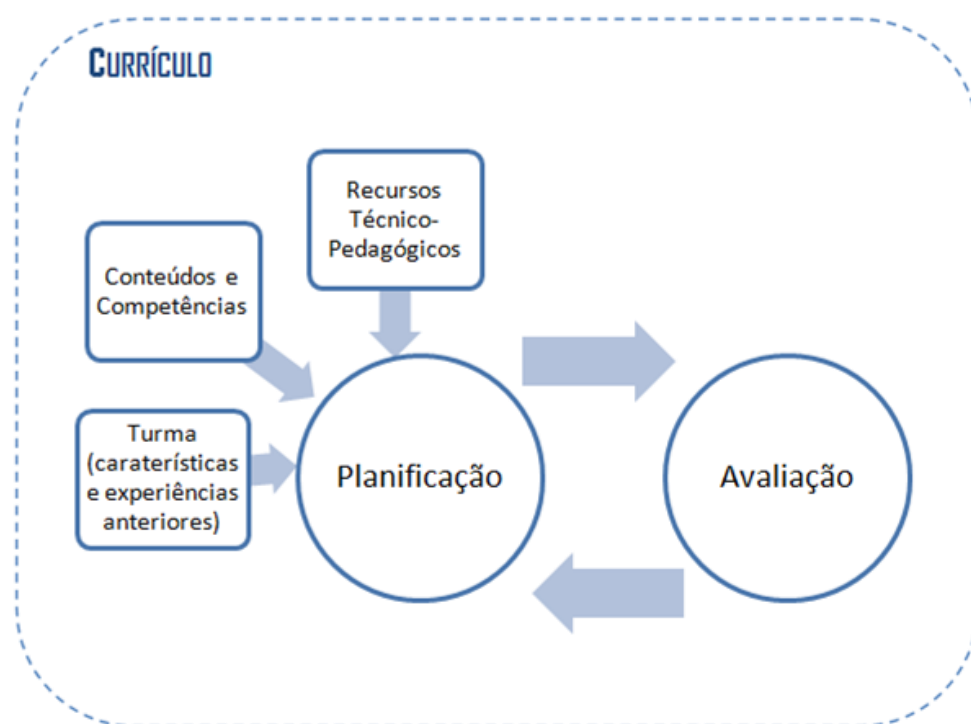 CURRÍCULO
Recursos
Técnico-
Pedagógicos
Conteúdos e
Competências
Turma
(caraterísticas
e experiências
anteriores)
Planificação
Avaliação